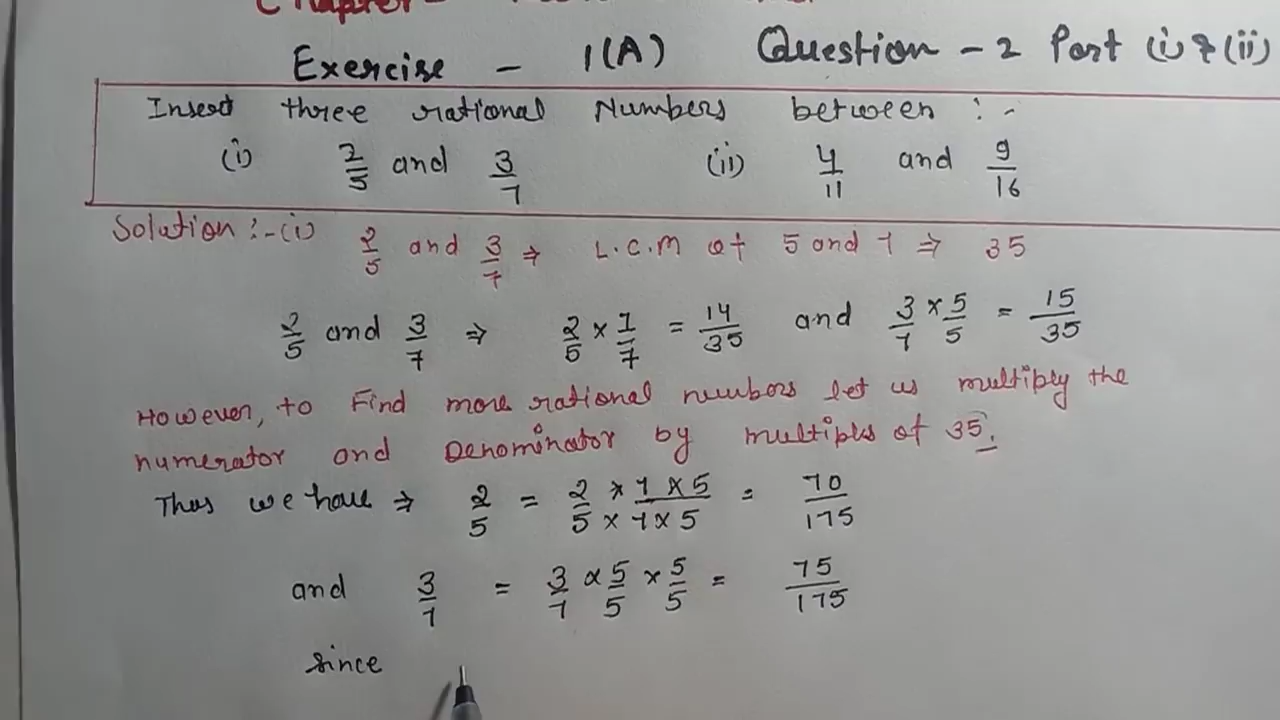 Chapter-
Exercise - 1(A) Question - 2 Part (i) & (ii)
Insert three rational Numbers between :-
(i) 2/5 and 3/7 (ii) 4/11 and 9/16
Solution :- (i) 2/5 and 3/7 ⇒ L.C.M of 5 and 7 ⇒ 35
2/5 and 3/7 ⇒ 2/5 × 7/7 = 14/35 and 3/7 × 5/5 = 15/35
However, to Find more rational numbers let us multiply the
numerator and Denominator by multiples of 35.
Thus we have ⇒ 2/5 = 2/5 × 7×5 / × 7×5 = 70/175
and 3/7 = 3/7 × 5/5 × 5/5 = 75/175
since